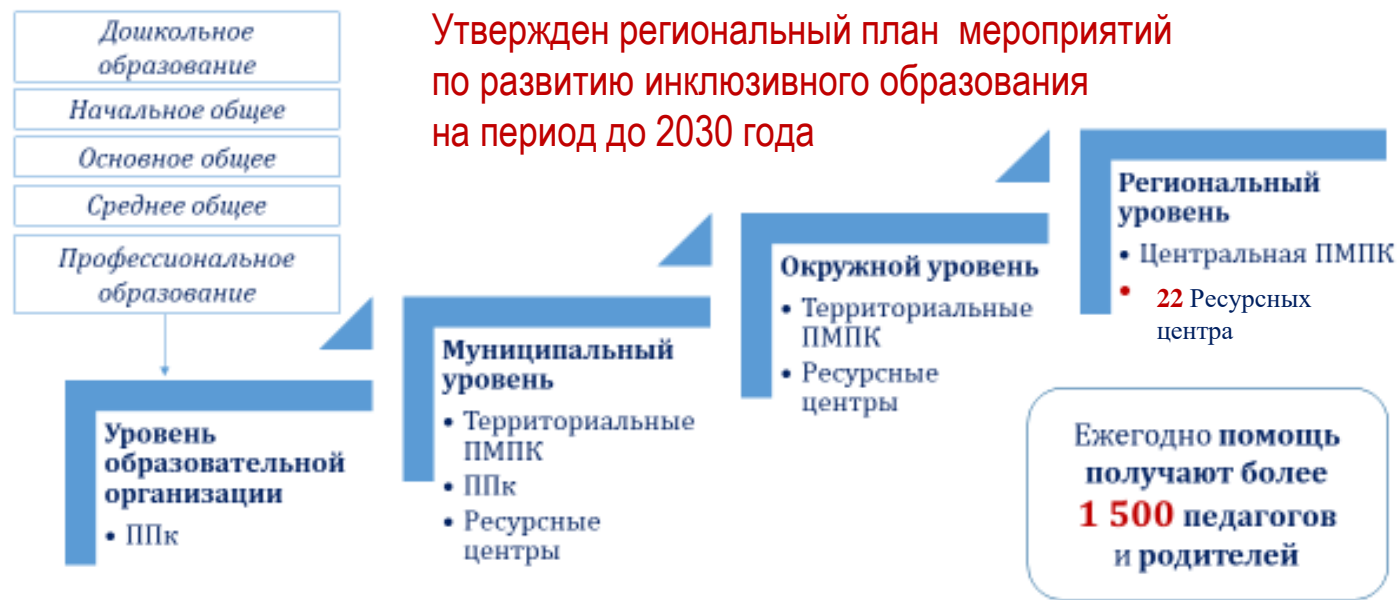 Дошкольное
образование
Начальное общее
Основное общее
Среднее общее
Профессиональное
образование
Утвержден региональный план мероприятий
по развитию инклюзивного образования
на период до 2030 года
Уровень
образовательной
организации
• ППк
Муниципальный
уровень
• Территориальные
ПМПК
• ППк
• Ресурсные
центры
Окружной уровень
• Территориальные
ПМПК
• Ресурсные
центры
Региональный
уровень
• Центральная ПМПК
• 22 Ресурсных
центра
Ежегодно помощь
получают более
1 500 педагогов
и родителей